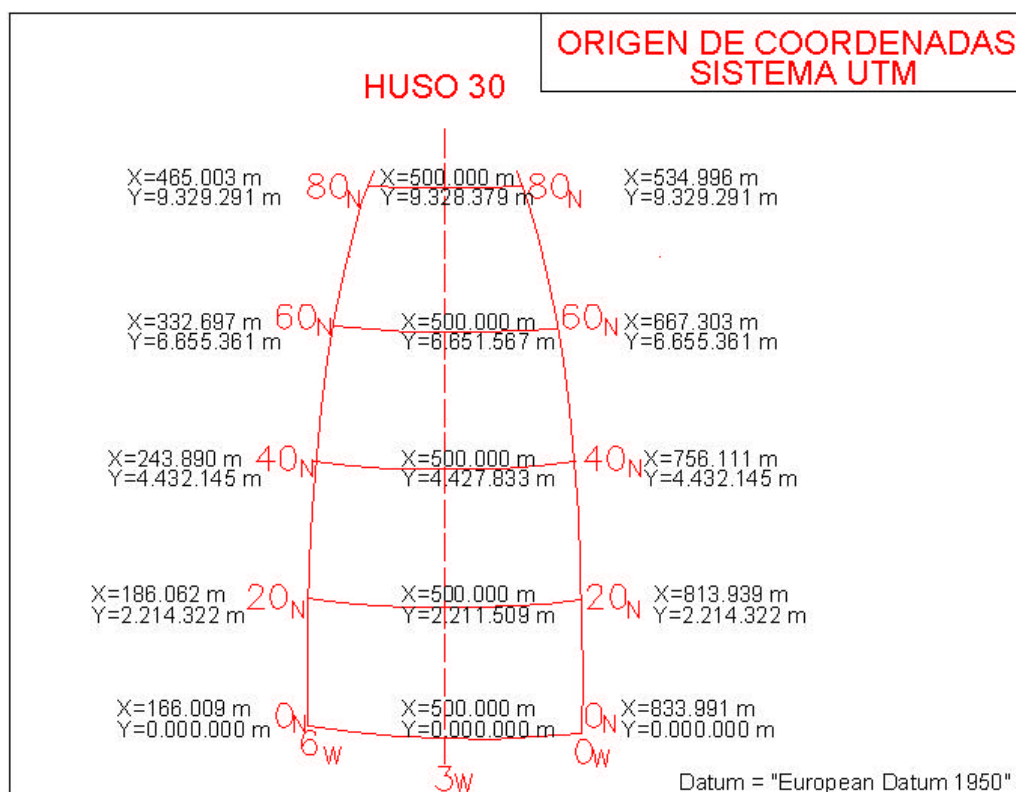 ORIGEN DE COORDENADAS
SISTEMA UTM
HUSO 30
X=465.003 m
Y=9.329.291 m
80N
X=500.000 m
Y=9.328.379 m
80N
X=534.996 m
Y=9.329.291 m
X=332.697 m
Y=6.655.361 m
60N
X=500.000 m
Y=6.651.567 m
60N
X=667.303 m
Y=6.655.361 m
X=243.890 m
Y=4.432.145 m
40N
X=500.000 m
Y=4.427.833 m
40N
X=756.111 m
Y=4.432.145 m
X=186.062 m
Y=2.214.322 m
20N
X=500.000 m
Y=2.211.509 m
20N
X=813.939 m
Y=2.214.322 m
X=166.009 m
Y=0.000.000 m
0N
X=500.000 m
Y=0.000.000 m
0N
X=833.991 m
Y=0.000.000 m
6W
3W
0W
Datum = "European Datum 1950"